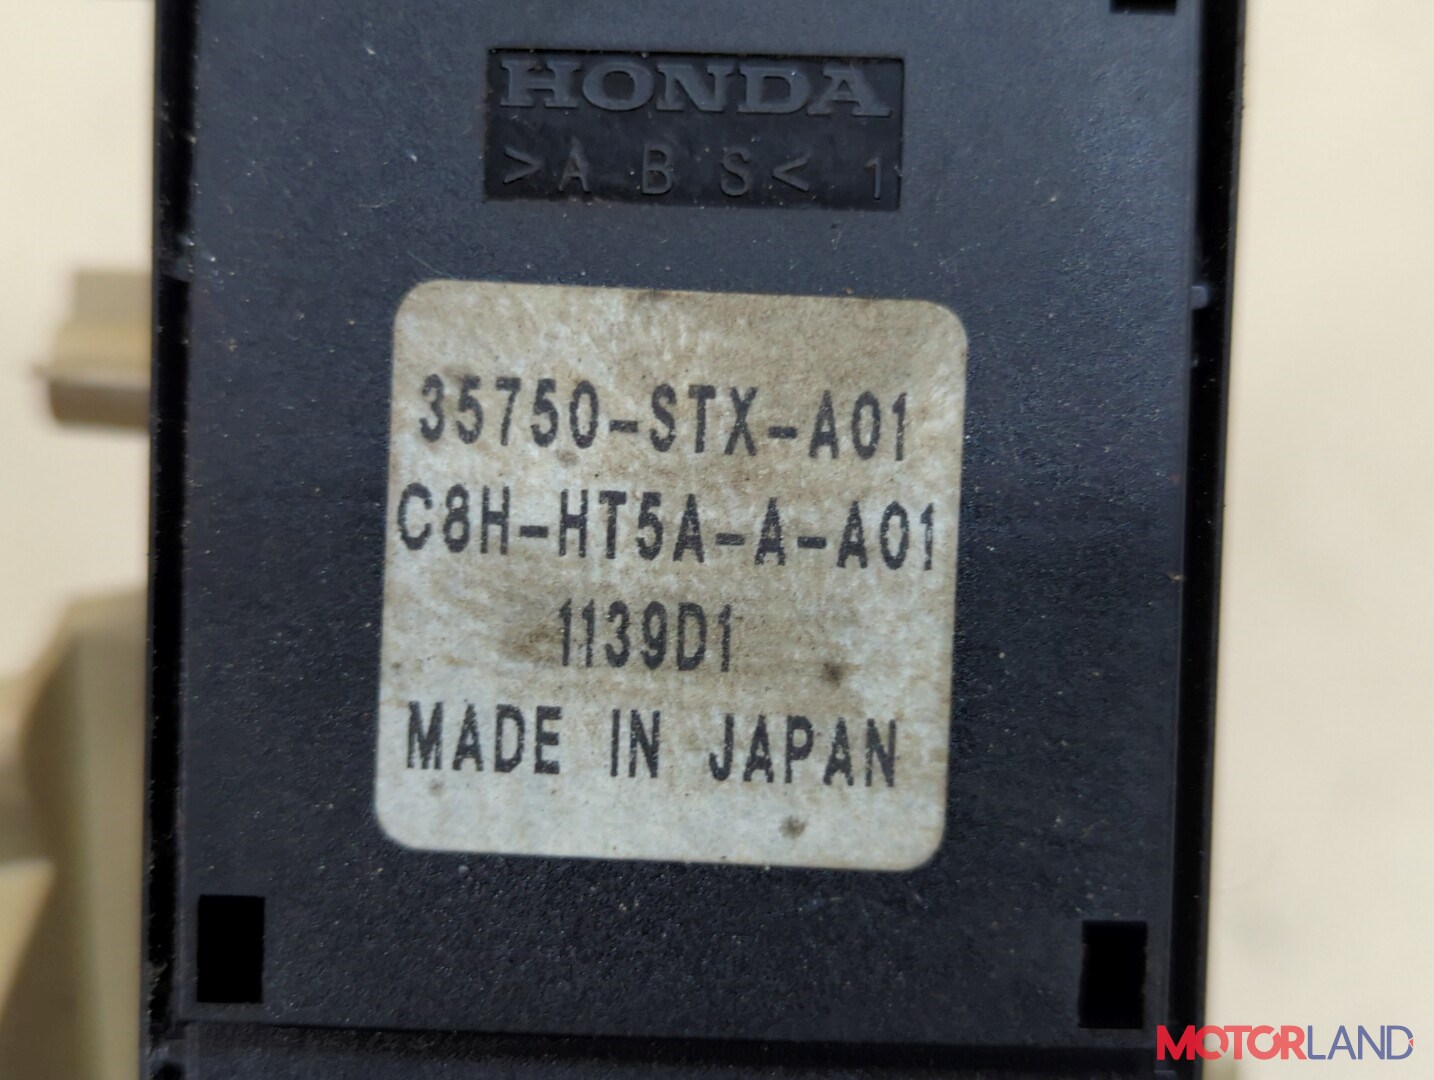 HONDA
>ABS< 1
35750-STX-A01
C8H-HT5A-A-A01
1139D1
MADE IN JAPAN
MOTORLAND